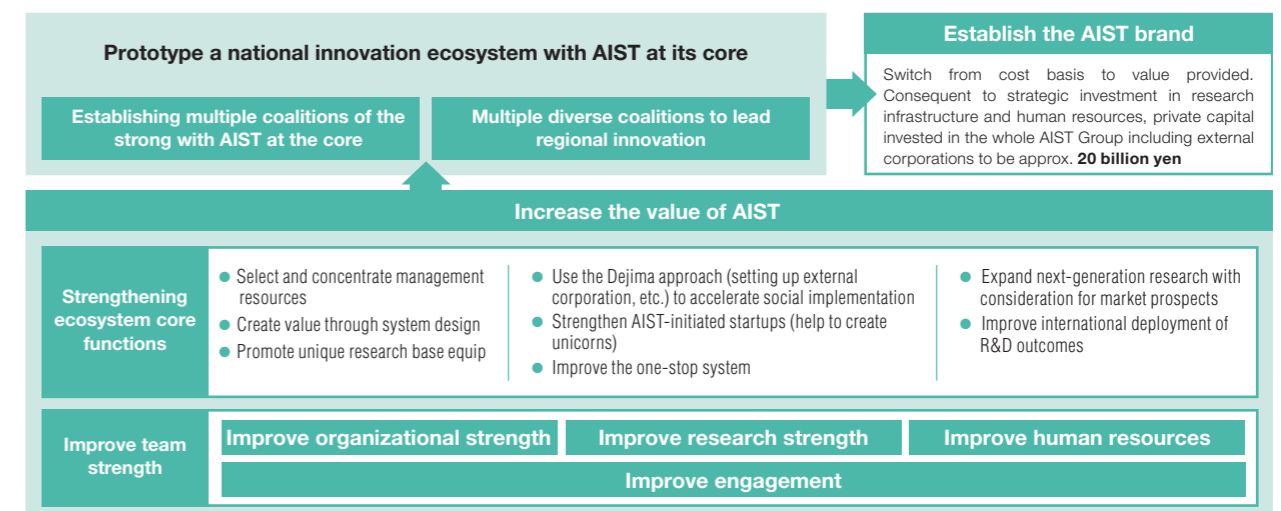 Prototype a national innovation ecosystem with AIST at its core
Establishing multiple coalitions of the
strong with AIST at the core
Multiple diverse coalitions to lead
regional innovation
Establish the AIST brand
Switch from cost basis to value provided.
Consequent to strategic investment in research
infrastructure and human resources, private capital
invested in the whole AIST Group including external
corporations to be approx. 20 billion yen
Increase the value of AIST
Strengthening
ecosystem core
functions
● Select and concentrate management
resources
● Create value through system design
● Promote unique research base equip
● Use the Dejima approach (setting up external
corporation, etc.) to accelerate social implementation
● Strengthen AIST-initiated startups (help to create
unicorns)
● Improve the one-stop system
● Expand next-generation research with
consideration for market prospects
● Improve international deployment of
R&D outcomes
Improve team
strength
Improve organizational strength
Improve research strength
Improve human resources
Improve engagement